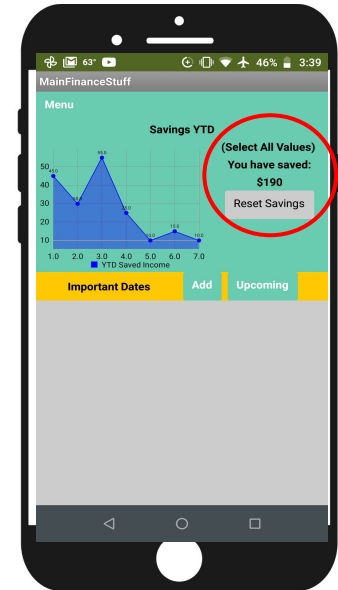 63° 46% 3:39
MainFinanceStuff
Menu
Savings YTD
(Select All Values)
You have saved:
$190
Reset Savings
50
40
30
20
10
45.0
30.0
55.0
25.0
10.0
15.0
10.0
1.0 2.0 3.0 4.0 5.0 6.0 7.0
YTD Saved Income
Important Dates Add Upcoming